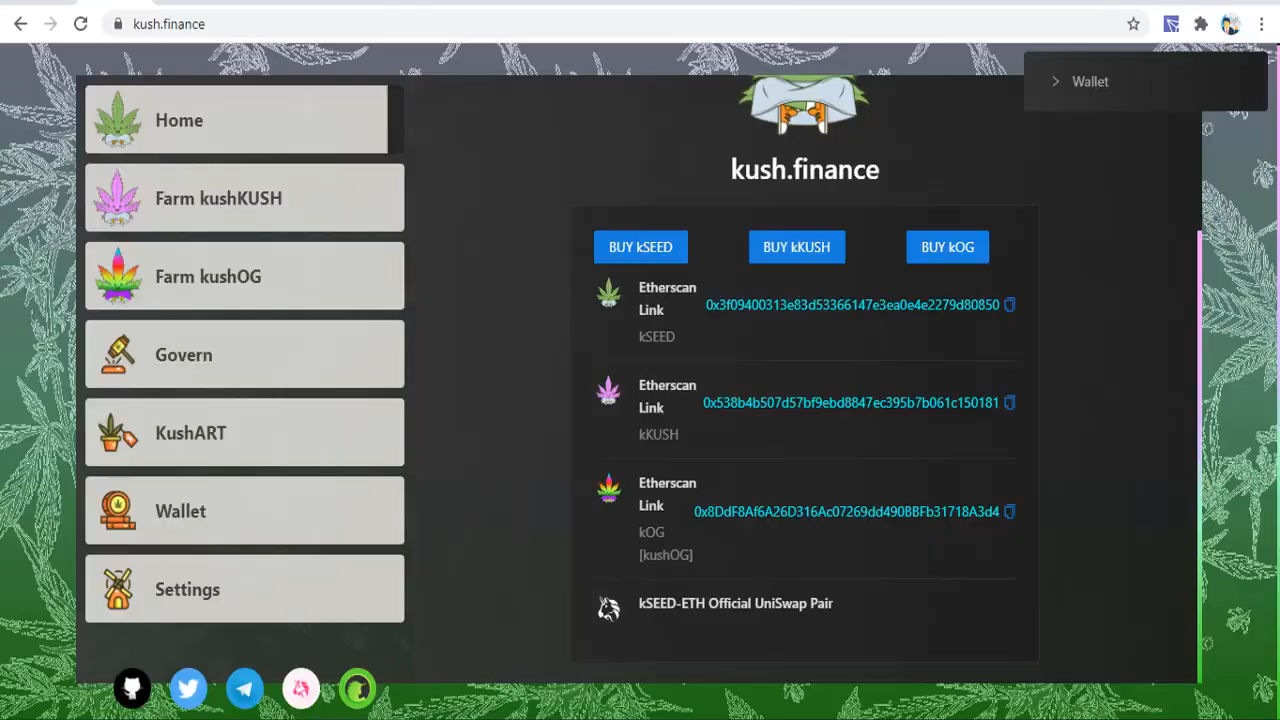 kush.finance
Wallet
Home
Farm kushKUSH
Farm kushOG
Govern
KushART
Wallet
Settings
kush.finance
BUY kSEED
BUY kKUSH
BUY kOG
Etherscan
Link
0x3f09400313e83d53366147e3ea0e4e2279d80850
kSEED
Etherscan
Link
0x538b4b507d57bf9ebd8847ec395b7b061c150181
kKUSH
Etherscan
Link
0x8DdF8Af6A26D316Ac07269dd490BBFb31718A3d4
kOG
[kushOG]
kSEED-ETH Official UniSwap Pair